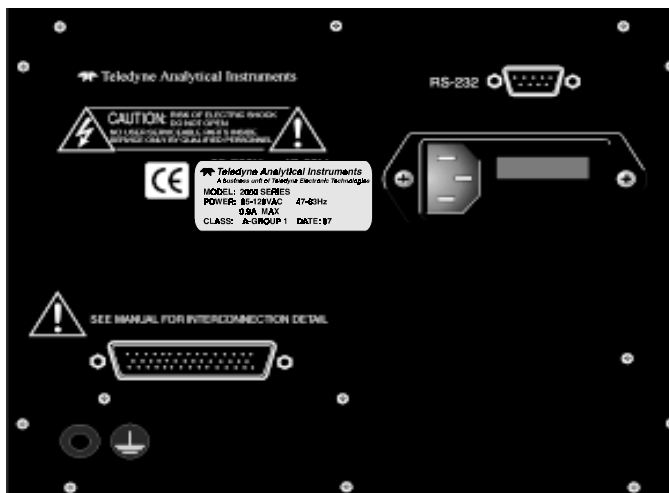 Teledyne Analytical Instruments
RS-232
CAUTION: RISK OF ELECTRIC SHOCK
DO NOT OPEN
NO USER SERVICEABLE PARTS INSIDE
SERVICE ONLY BY QUALIFIED PERSONNEL
CE
Teledyne Analytical Instruments
A business unit of Teledyne Electronic Technologies
MODEL: 2000 SERIES
POWER: 85-128VAC 47-63Hz
0.9A MAX
CLASS: A-GROUP 1 DATE: 97
SEE MANUAL FOR INTERCONNECTION DETAIL